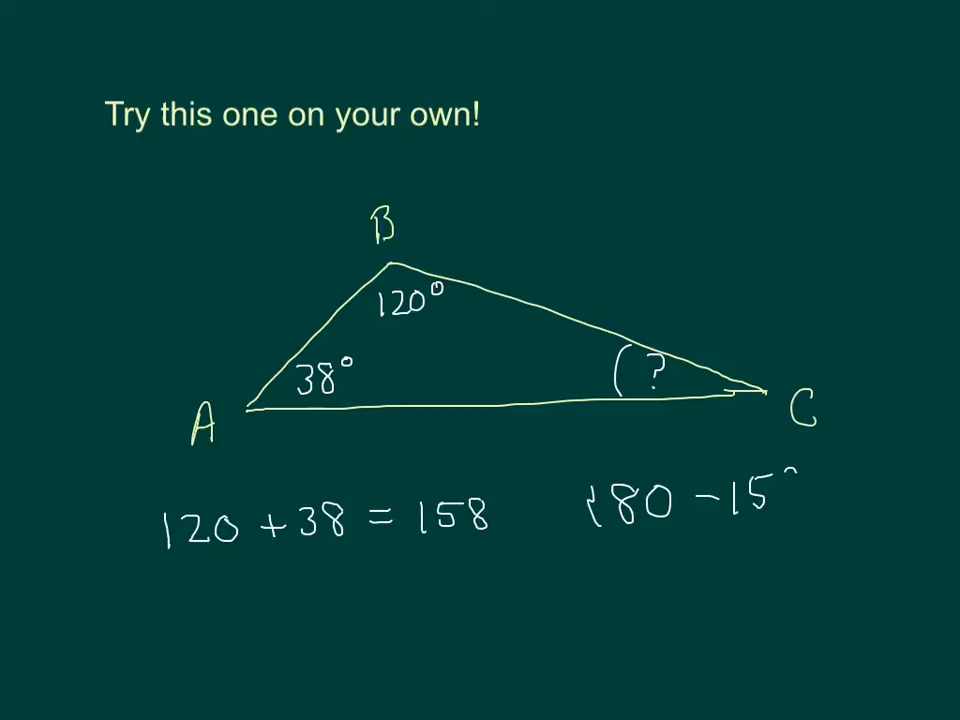 Try this one on your own!
B
120°
38°
( ?
A
C
120 + 38 = 158
180 - 15